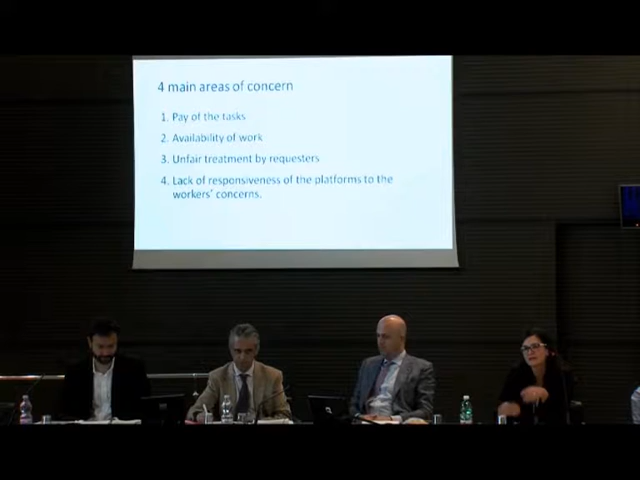 4 main areas of concern
1. Pay of the tasks
2. Availability of work
3. Unfair treatment by requesters
4. Lack of responsiveness of the platforms to the
workers' concerns.